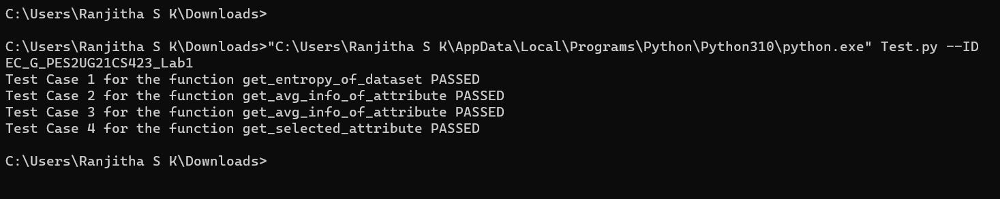 C:\Users\Ranjitha S K\Downloads>
C:\Users\Ranjitha S K\Downloads>"C:\Users\Ranjitha S K\AppData\Local\Programs\Python\Python310\python.exe" Test.py --ID
EC_G_PES2UG21CS423_Lab1
Test Case 1 for the function get_entropy_of_dataset PASSED
Test Case 2 for the function get_avg_info_of_attribute PASSED
Test Case 3 for the function get_avg_info_of_attribute PASSED
Test Case 4 for the function get_selected_attribute PASSED
C:\Users\Ranjitha S K\Downloads>